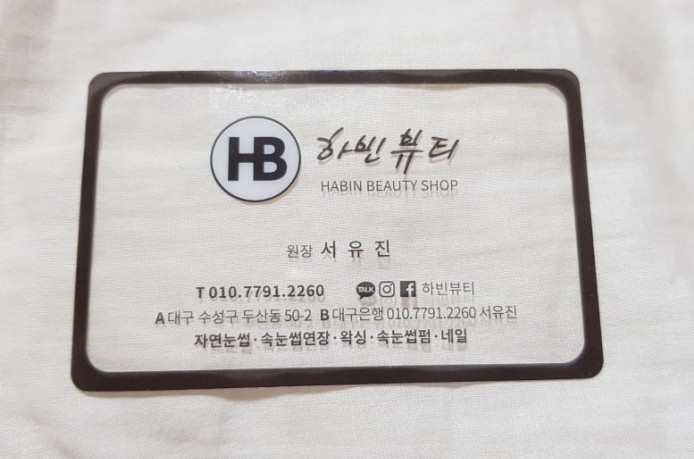 HB
하빈뷰티
HABIN BEAUTY SHOP
원장 서유진
T 010.7791.2260 TALK 하빈뷰티
A 대구 수성구 두산동 50-2 B 대구은행 010.7791.2260 서유진
자연눈썹·속눈썹연장·왁싱·속눈썹펌·네일